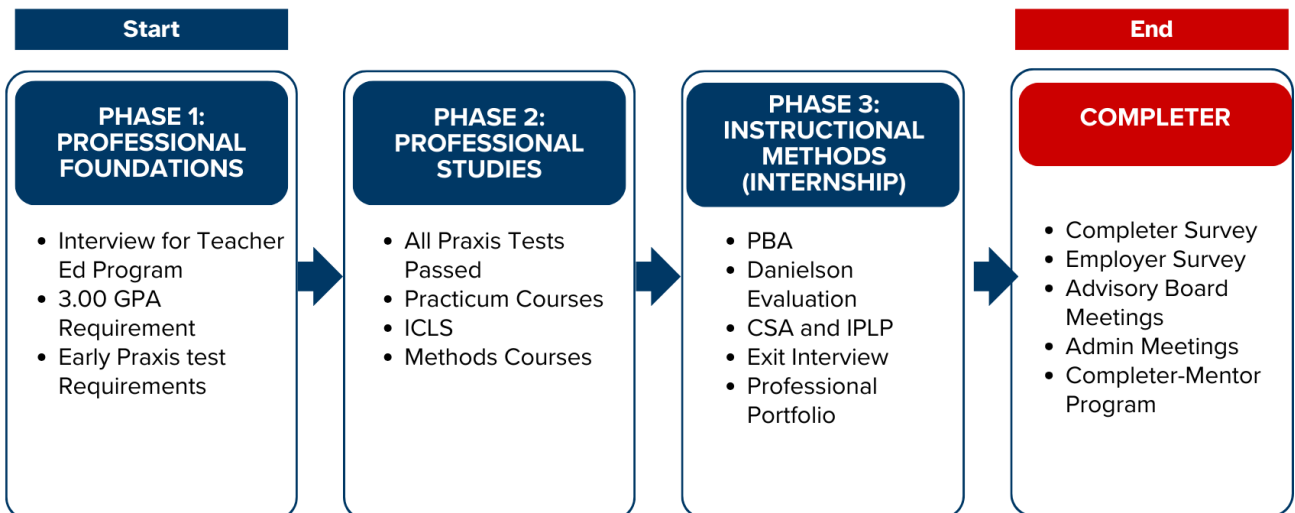 Start
End
PHASE 1:
PROFESSIONAL
FOUNDATIONS
• Interview for Teacher
Ed Program
• 3.00 GPA
Requirement
• Early Praxis test
Requirements
PHASE 2:
PROFESSIONAL
STUDIES
• All Praxis Tests
Passed
• Practicum Courses
• ICLS
• Methods Courses
PHASE 3:
INSTRUCTIONAL
METHODS
(INTERNSHIP)
• PBA
• Danielson
Evaluation
• CSA and IPLP
• Exit Interview
• Professional
Portfolio
COMPLETER
• Completer Survey
• Employer Survey
• Advisory Board
Meetings
• Admin Meetings
• Completer-Mentor
Program